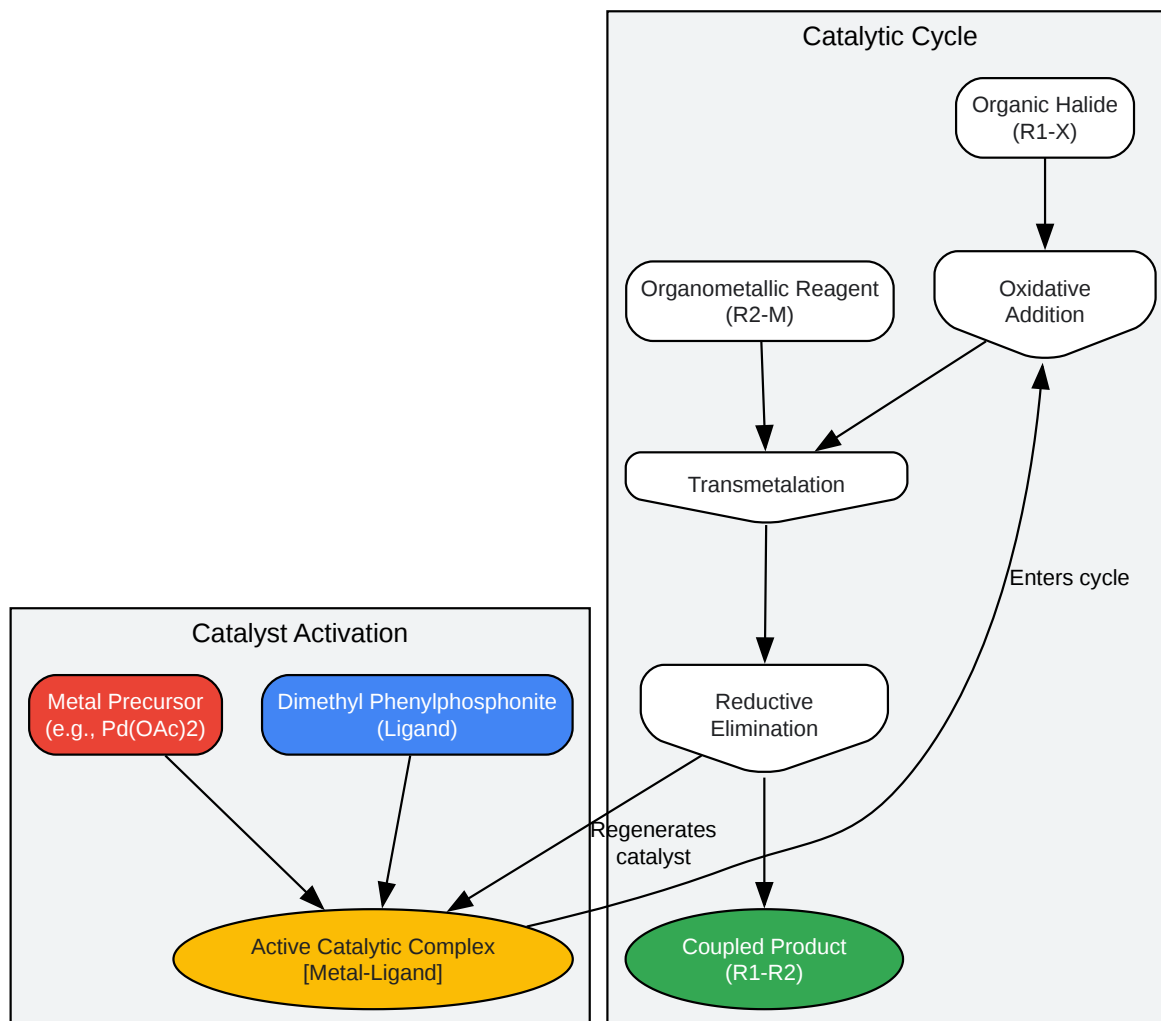 Catalytic Cycle
Organic Halide
(R1-X)
Organometallic Reagent
(R2-M)
Oxidative
Addition
Transmetalation
Enters cycle
Catalyst Activation
Metal Precursor
(e.g., Pd(OAc)2)
Dimethyl Phenylphosphonite
(Ligand)
Reductive
Elimination
Regenerates
catalyst
Active Catalytic Complex
[Metal-Ligand]
Coupled Product
(R1-R2)